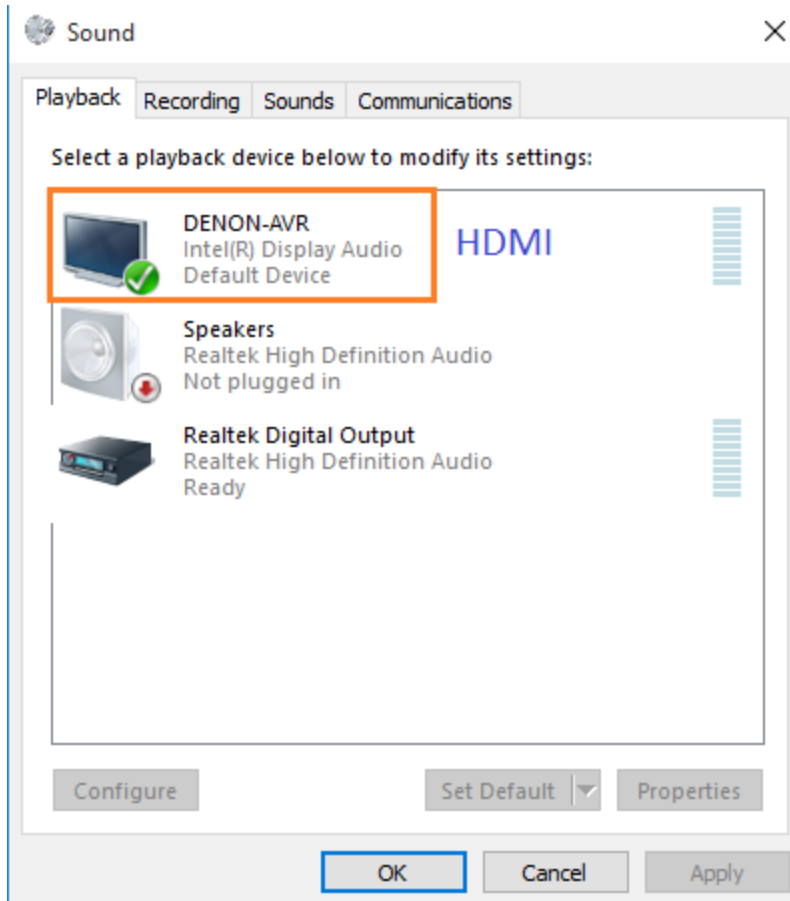 Sound
Playback Recording Sounds Communications
Select a playback device below to modify its settings:
DENON-AVR
Intel(R) Display Audio
Default Device
HDMI
Speakers
Realtek High Definition Audio
Not plugged in
Realtek Digital Output
Realtek High Definition Audio
Ready
Configure Set Default Properties
OK Cancel Apply